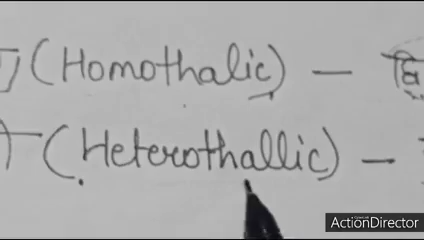 (Homothalic) —
(Heterothallic) —
ActionDirector